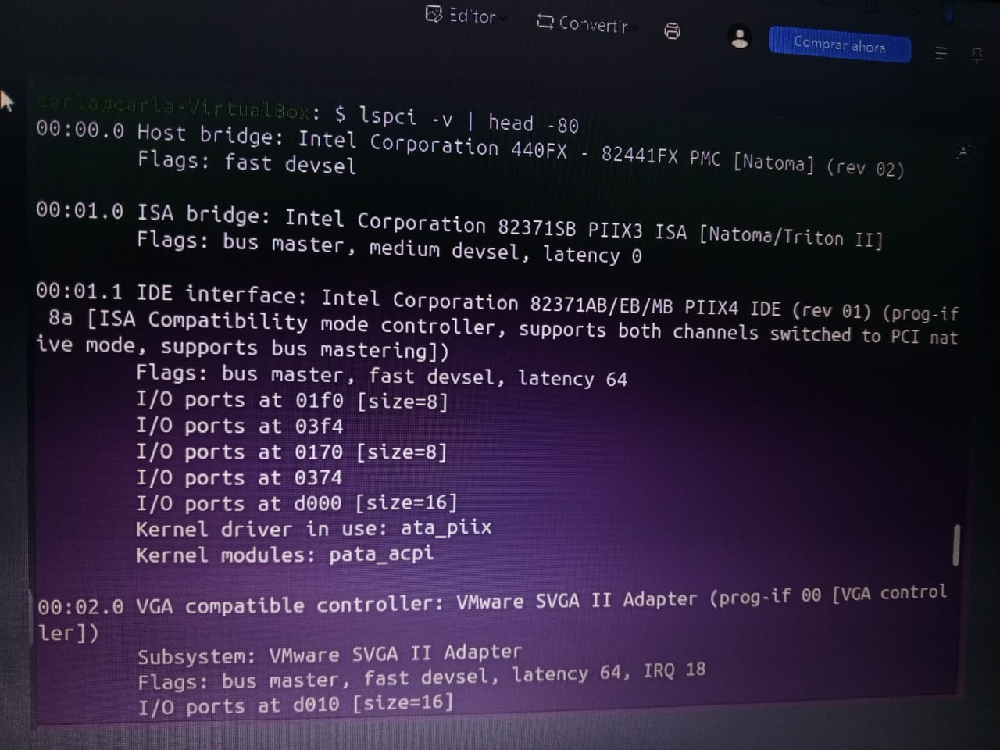 Editor
Convertir
Comprar ahora
carla@carla-VirtualBox: $ lspci -v | head -80
00:00.0 Host bridge: Intel Corporation 440FX - 82441FX PMC [Natoma] (rev 02)
Flags: fast devsel
00:01.0 ISA bridge: Intel Corporation 82371SB PIIX3 ISA [Natoma/Triton II]
Flags: bus master, medium devsel, latency 0
00:01.1 IDE interface: Intel Corporation 82371AB/EB/MB PIIX4 IDE (rev 01) (prog-if
8a [ISA Compatibility mode controller, supports both channels switched to PCI nat
ive mode, supports bus mastering])
Flags: bus master, fast devsel, latency 64
I/O ports at 01f0 [size=8]
I/O ports at 03f4
I/O ports at 0170 [size=8]
I/O ports at 0374
I/O ports at d000 [size=16]
Kernel driver in use: ata_piix
Kernel modules: pata_acpi
00:02.0 VGA compatible controller: VMware SVGA II Adapter (prog-if 00 [VGA control
ler])
Subsystem: VMware SVGA II Adapter
Flags: bus master, fast devsel, latency 64, IRQ 18
I/O ports at d010 [size=16]